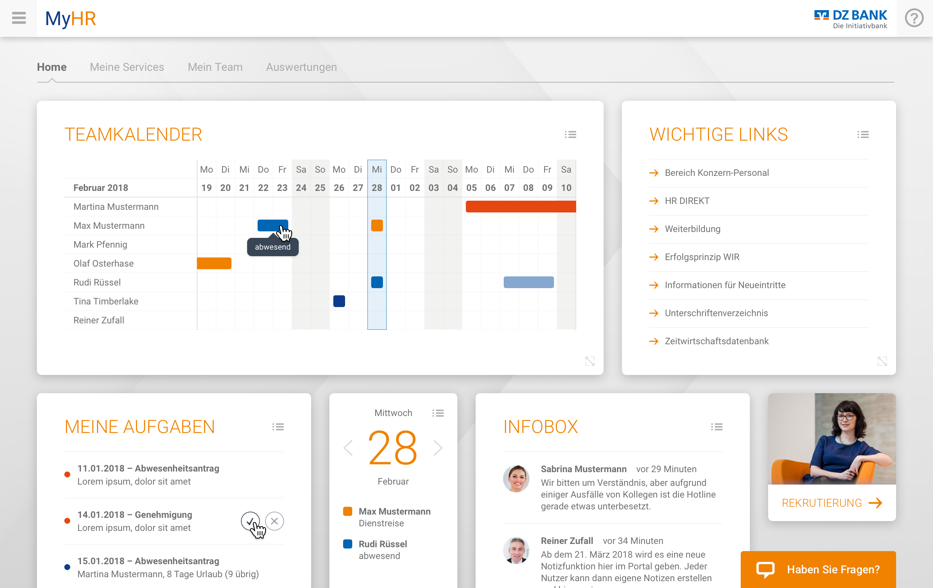 MyHR
DZ BANK
Die Initiativbank
?
Home
Meine Services
Mein Team
Auswertungen
TEAMKALENDER
Mo Di Mi Do Fr Sa So Mo Di Mi Do Fr Sa So Mo Di Mi Do Fr Sa
Februar 2018 19 20 21 22 23 24 25 26 27 28 01 02 03 04 05 06 07 08 09 10
Martina Mustermann
Max Mustermann
abwesend
Mark Pfennig
Olaf Osterhase
Rudi Rüssel
Tina Timberlake
Reiner Zufall
WICHTIGE LINKS
Bereich Konzern-Personal
HR DIREKT
Weiterbildung
Erfolgsprinzip WIR
Informationen für Neueintritte
Unterschriftenverzeichnis
Zeitwirtschaftsdatenbank
MEINE AUFGABEN
11.01.2018 – Abwesenheitsantrag
Lorem ipsum, dolor sit amet
14.01.2018 – Genehmigung
Lorem ipsum, dolor sit amet
15.01.2018 – Abwesenheitsantrag
Martina Mustermann, 8 Tage Urlaub (9 übrig)
Mittwoch
28
Februar
Max Mustermann
Dienstreise
Rudi Rüssel
abwesend
INFOBOX
Sabrina Mustermann vor 29 Minuten
Wir bitten um Verständnis, aber aufgrund
einiger Ausfälle von Kollegen ist die Hotline
gerade etwas unterbesetzt.
Reiner Zufall vor 34 Minuten
Ab dem 21. März 2018 wird es eine neue
Notizfunktion hier im Portal geben. Jeder
Nutzer kann dann eigene Notizen erstellen
REKRUTIERUNG
Haben Sie Fragen?